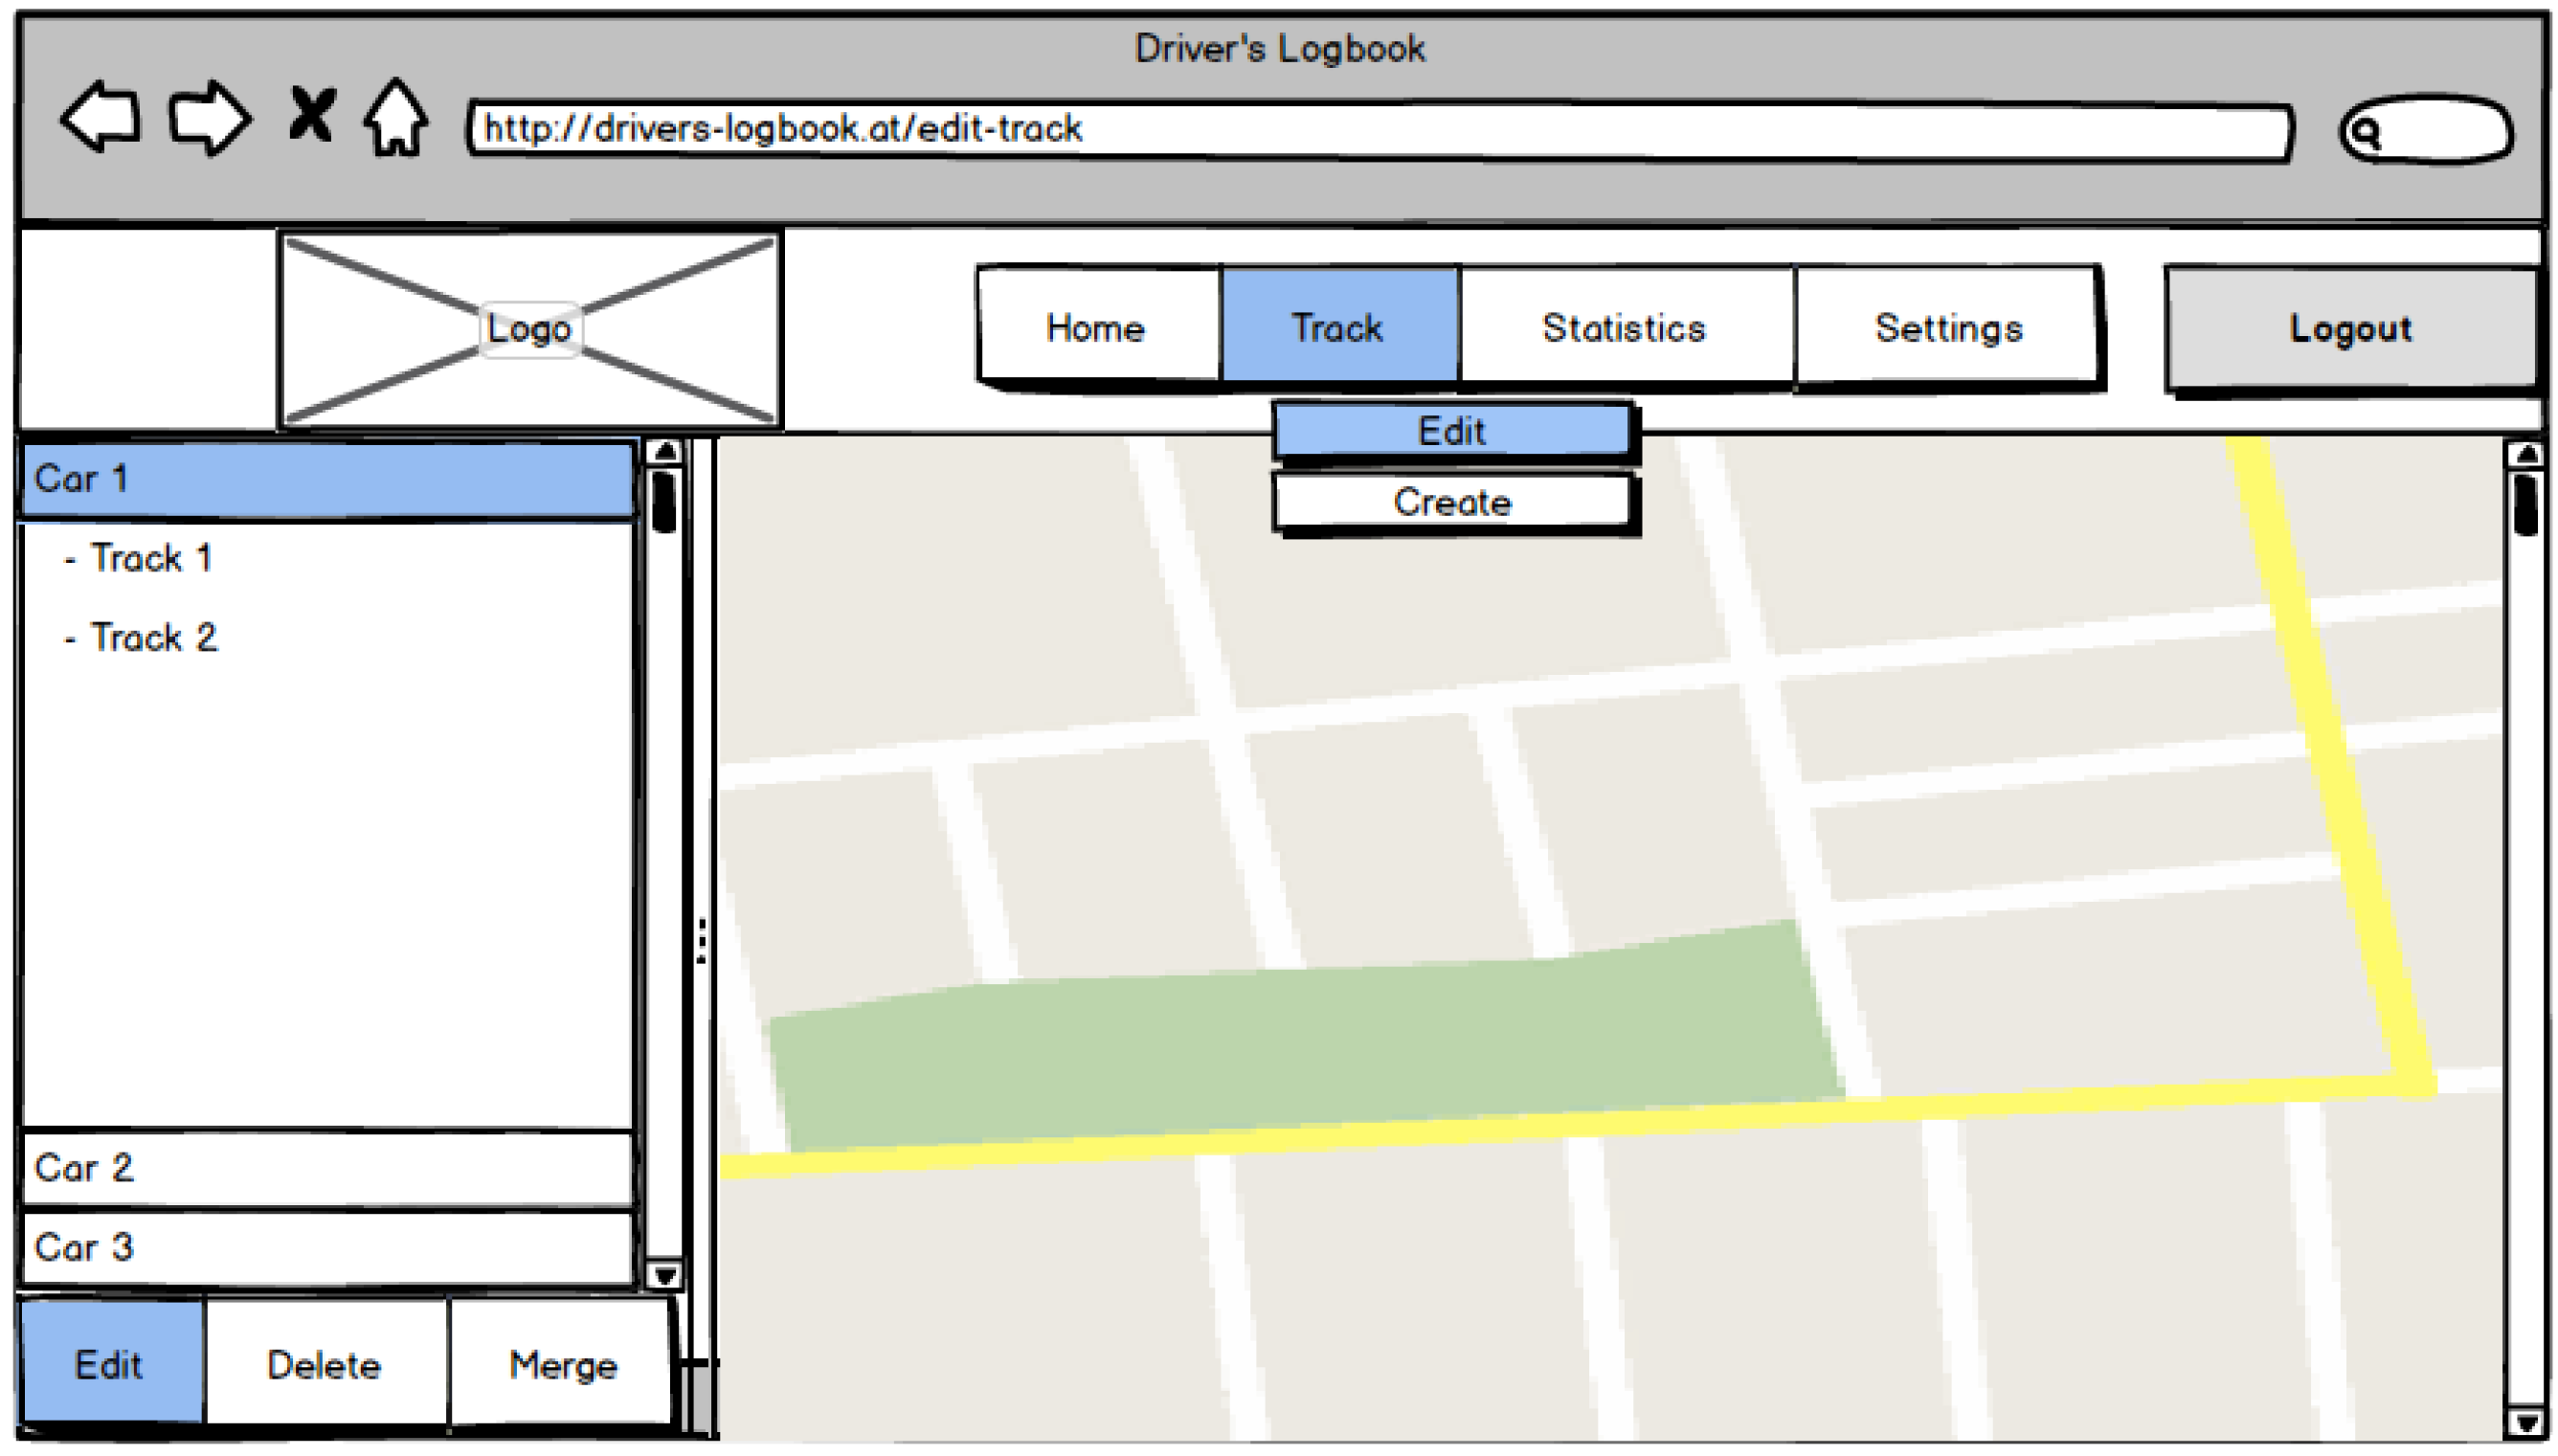 Driver's Logbook
http://drivers-logbook.at/edit-track
Logo
Home Track Statistics Settings Logout
Edit
Create
Car 1
- Track 1
- Track 2
Car 2
Car 3
Edit Delete Merge